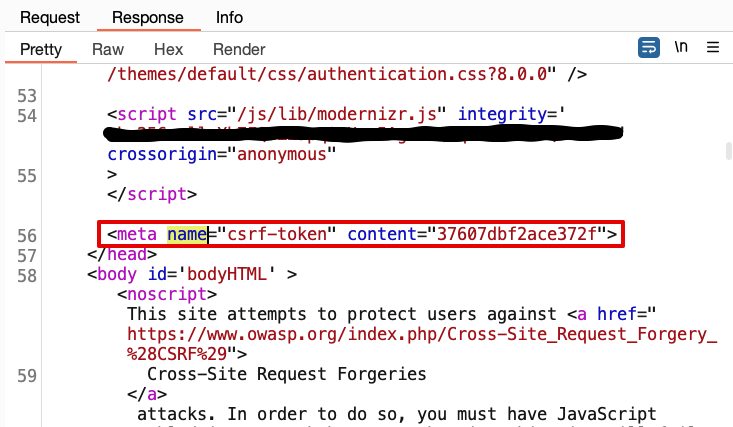 Request Response Info
Pretty Raw Hex Render \n
/themes/default/css/authentication.css?8.0.0" />
53
54 <script src="/js/lib/modernizr.js" integrity='
crossorigin="anonymous"
55 >
</script>
56 <meta name="csrf-token" content="37607dbf2ace372f">
57 </head>
58 <body id='bodyHTML' >
<noscript>
This site attempts to protect users against <a href="
https://www.owasp.org/index.php/Cross-Site_Request_Forgery_
%28CSRF%29">
59 Cross-Site Request Forgeries
</a>
attacks. In order to do so, you must have JavaScript